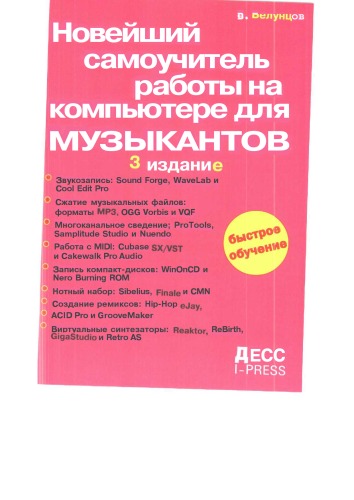 В. Белунцов
Новейший
самоучитель
работы на
компьютере для
МУЗЫКАНТОВ
3 издание
Звукозапись: Sound Forge, WaveLab и
Cool Edit Pro
Сжатие музыкальных файлов:
форматы MP3, OGG Vorbis и VQF
Многоканальное сведение; ProTools,
Samplitude Studio и Nuendo
Работа с MIDI: Cubase SX/VST
и Cakewalk Pro Audio
быстрое
обучение
Запись компакт-дисков: WinOnCD и
Nero Burning ROM
Нотный набор: Sibelius, Finale и CMN
Создание ремиксов: Hip-Hop eJay,
ACID Pro и GrooveMaker
Виртуальные синтезаторы: Reaktor, ReBirth,
GigaStudio и Retro AS
ДЕСС
I-PRESS